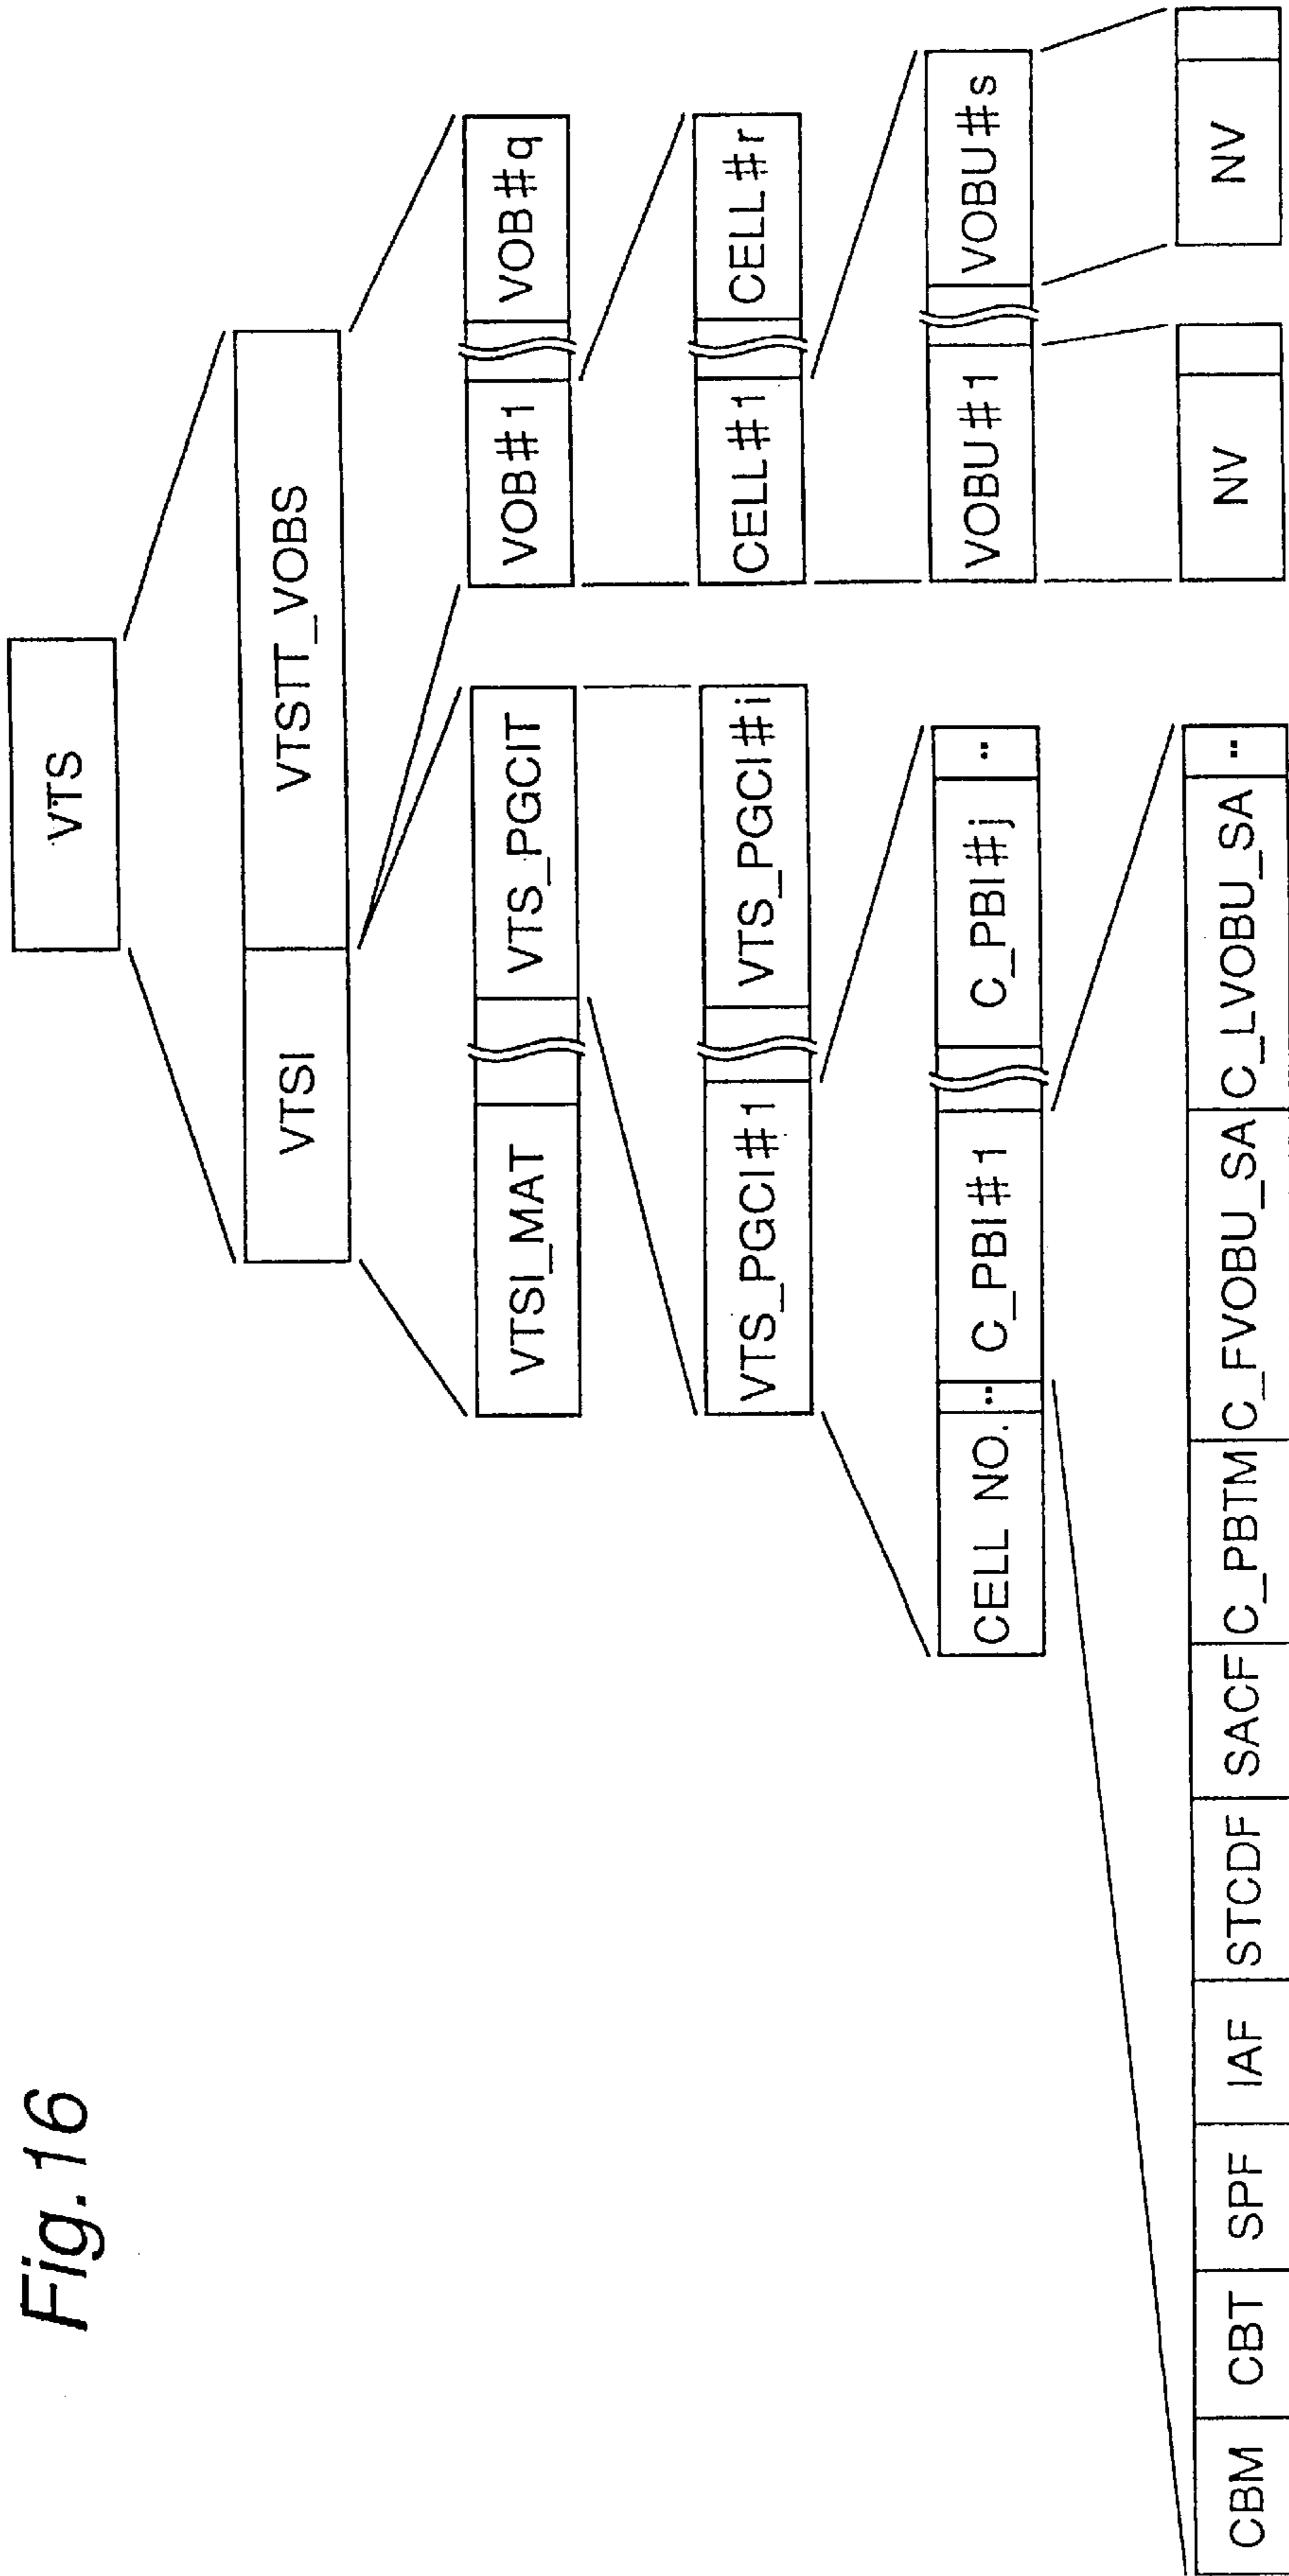 Fig.16
VTS
VTSI VTSTT_VOBS
VTSI_MAT VTS_PGCIT VOB#1 VOB#q
VTS_PGCI#1 VTS_PGCI#i CELL#1 CELL#r
CELL NO. .. C_PBI#1 C_PBI#j .. VOBU#1 VOBU#s
CBM CBT SPF IAF STCDF SACF C_PBTM C_FVOBU_SA C_LVOBU_SA .. NV NV